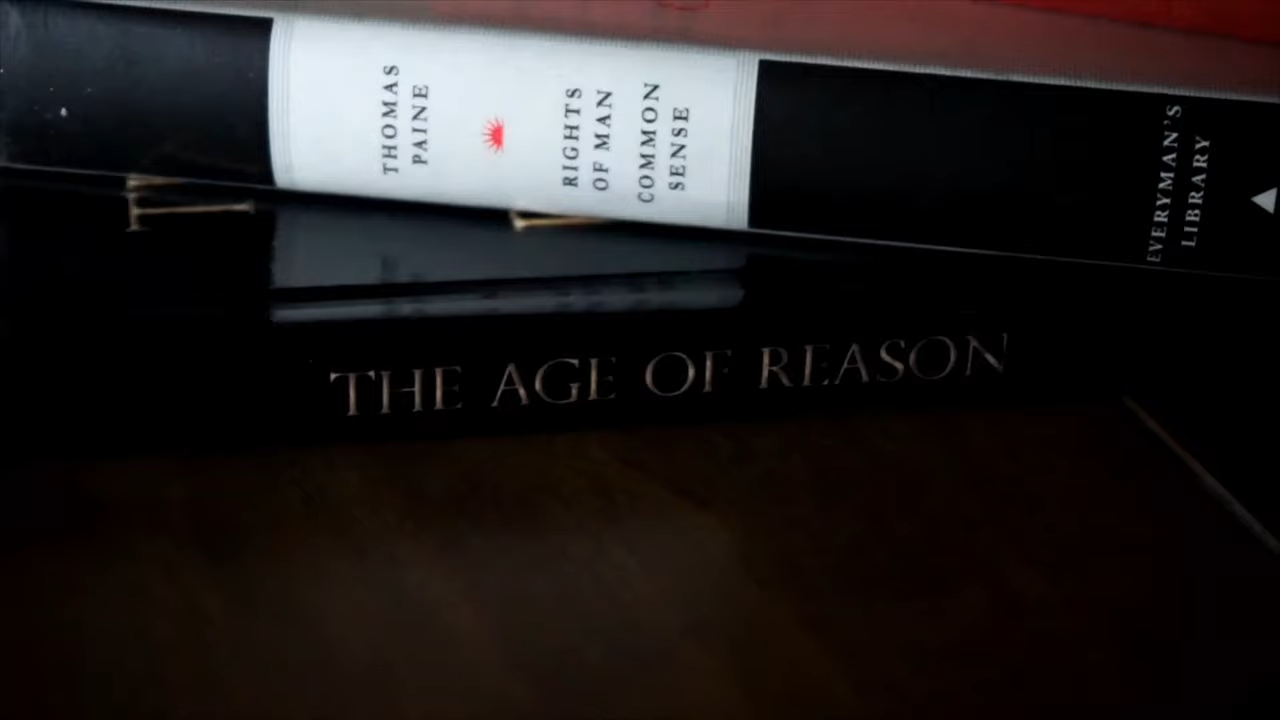 THOMAS
PAINE
RIGHTS
OF MAN
COMMON
SENSE
EVERYMAN'S
LIBRARY
THE AGE OF REASON